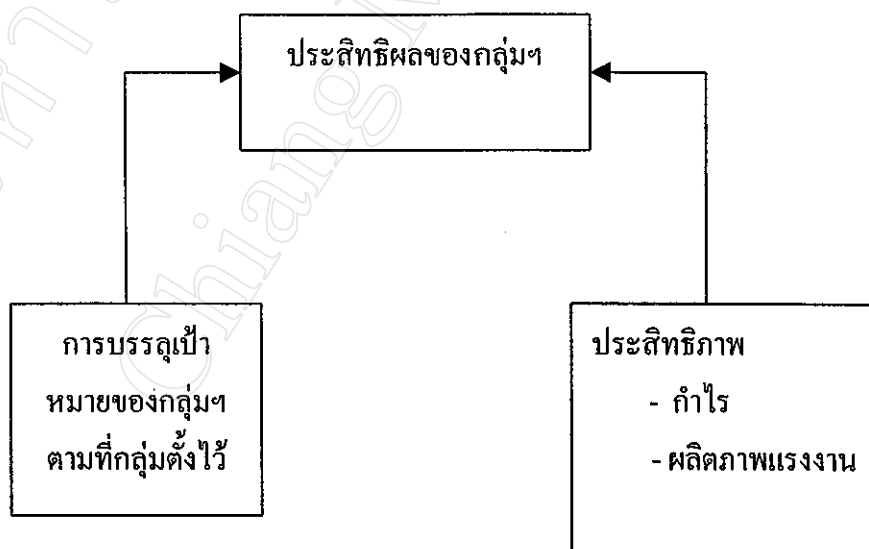 ประสิทธิผลของกลุ่มฯ
การบรรลุเป้า
หมายของกลุ่มฯ
ตามที่กลุ่มตั้งไว้
ประสิทธิภาพ
- กำไร
- ผลิตภาพแรงงาน
Chiang